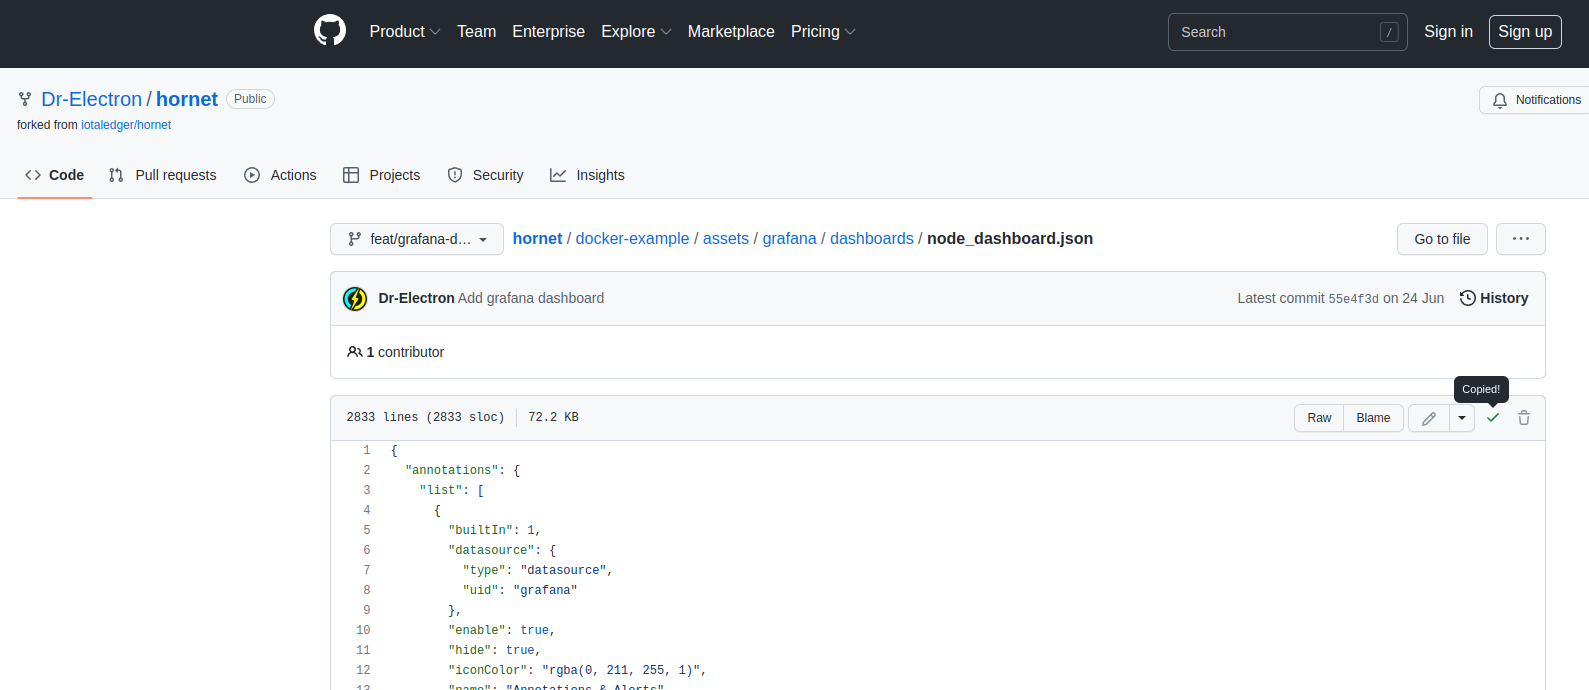 Product Team Enterprise Explore Marketplace Pricing Search / Sign in Sign up
Dr-Electron / hornet Public Notifications
forked from iotaledger/hornet
Code Pull requests Actions Projects Security Insights
feat/grafana-d... hornet / docker-example / assets / grafana / dashboards / node_dashboard.json Go to file ...
Dr-Electron Add grafana dashboard Latest commit 55e4f3d on 24 Jun History
1 contributor
Copied!
2833 lines (2833 sloc) 72.2 KB Raw Blame
1 {
2 "annotations": {
3 "list": [
4 {
5 "builtIn": 1,
6 "datasource": {
7 "type": "datasource",
8 "uid": "grafana"
9 },
10 "enable": true,
11 "hide": true,
12 "iconColor": "rgba(0, 211, 255, 1)",
13 "name": "Annotations & Alerts",